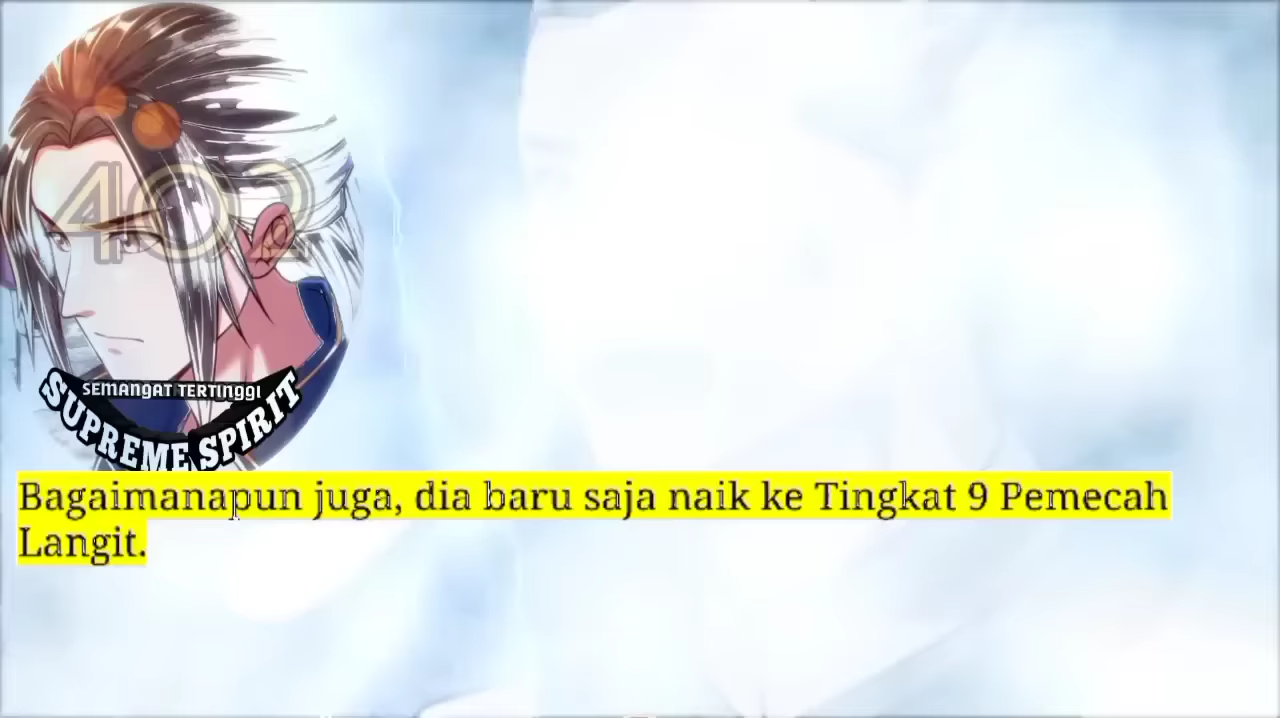 402
SEMANGAT TERTINGGI
SUPREME SPIRIT
Bagaimanapun juga, dia baru saja naik ke Tingkat 9 Pemecah
Langit.